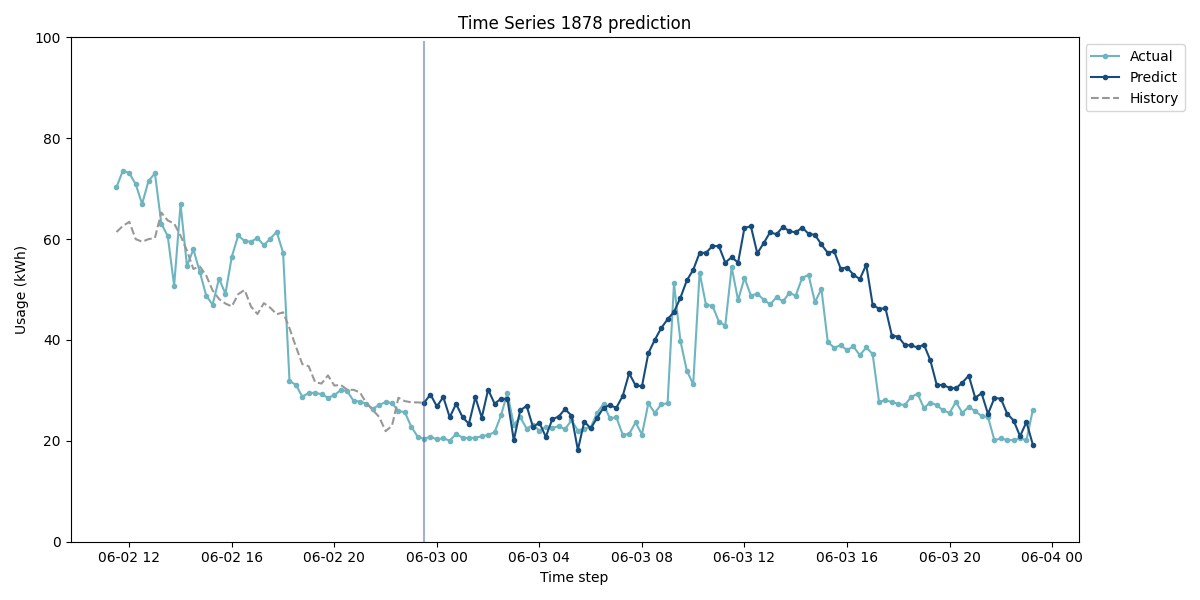 Time Series 1878 prediction
100
80
60
40
20
0
Usage (kWh)
06-02 12
06-02 16
06-02 20
06-03 00
06-03 04
06-03 08
06-03 12
06-03 16
06-03 20
06-04 00
Time step
Actual
Predict
History